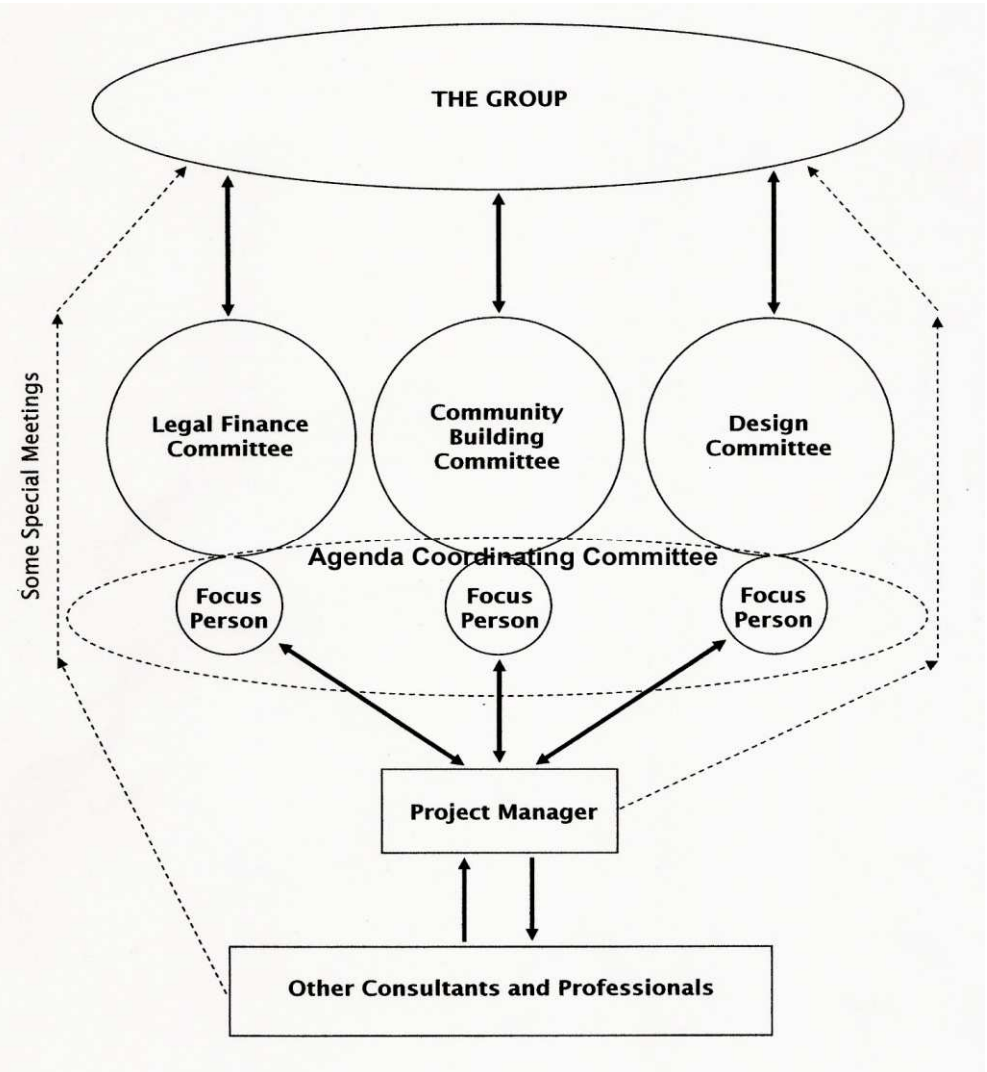 THE GROUP
Some Special Meetings
Legal Finance
Committee
Community
Building
Committee
Design
Committee
Agenda Coordinating Committee
Focus
Person
Focus
Person
Focus
Person
Project Manager
Other Consultants and Professionals